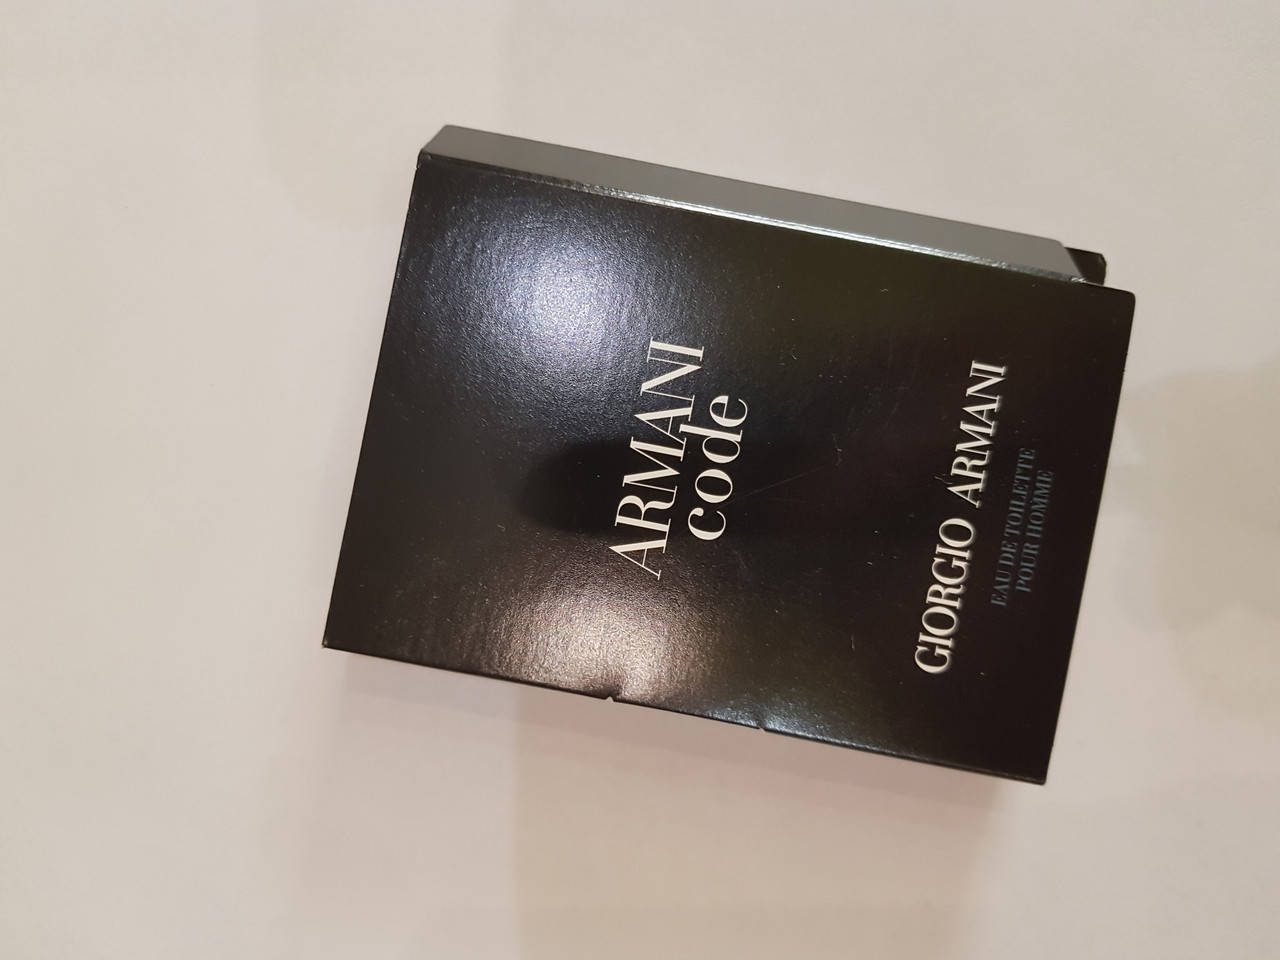 ARMANI
code
GIORGIO ARMANI
EAU DE TOILETTE
POUR HOMME